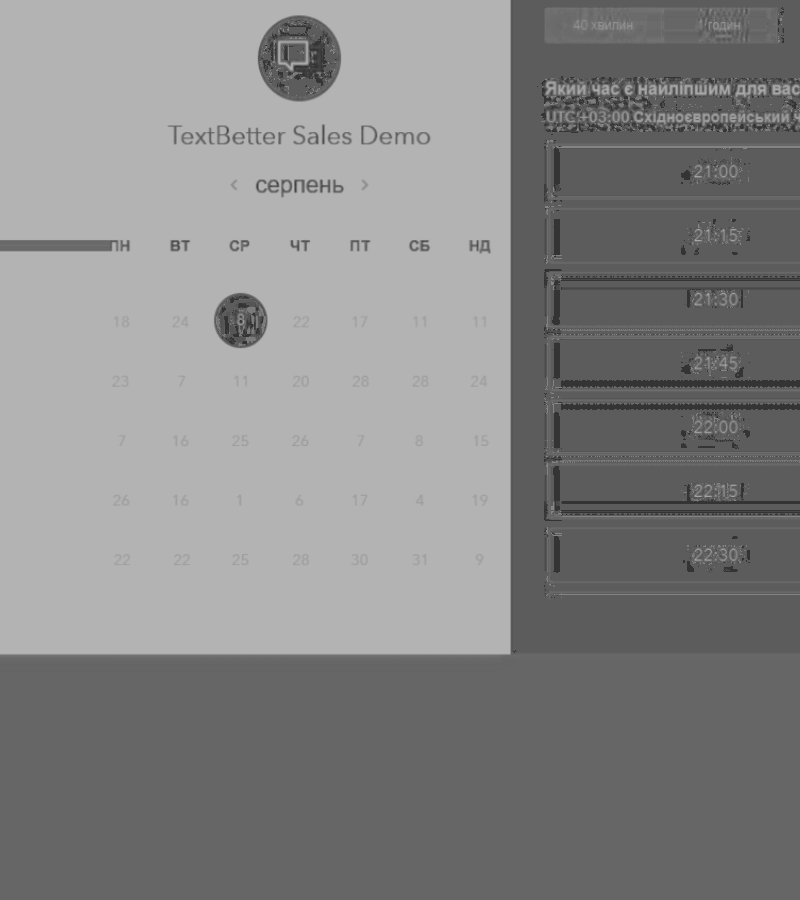 TextBetter Sales Demo
серпень
ПН ВТ СР ЧТ ПТ СБ НД
18 24 8 22 17 11 11
23 7 11 20 28 28 24
7 16 25 26 7 8 15
26 16 1 6 17 4 19
22 22 25 28 30 31 9
40 хвилин 1 годин
Який час є найліпшим для вас
UTC +03:00 Східноєвропейський ч
21:00
21:15
21:30
21:45
22:00
22:15
22:30